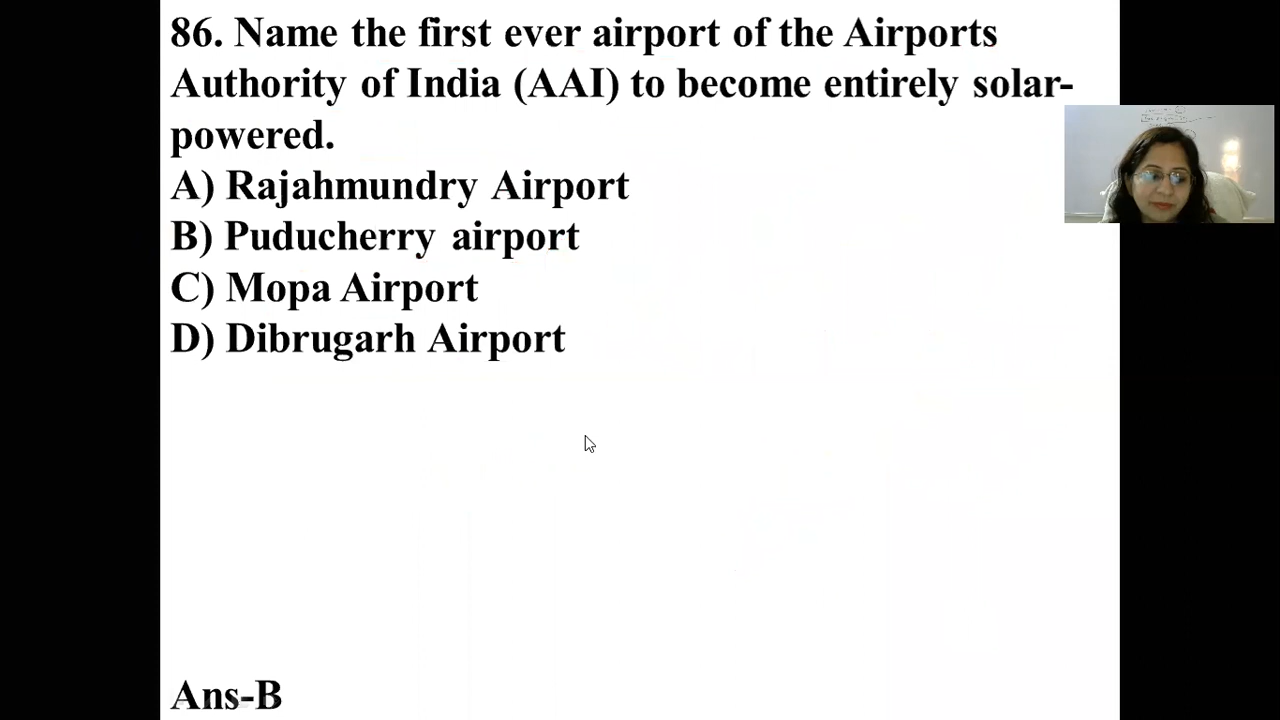 86. Name the first ever airport of the Airports
Authority of India (AAI) to become entirely solar-
powered.
A) Rajahmundry Airport
B) Puducherry airport
C) Mopa Airport
D) Dibrugarh Airport
Ans-B